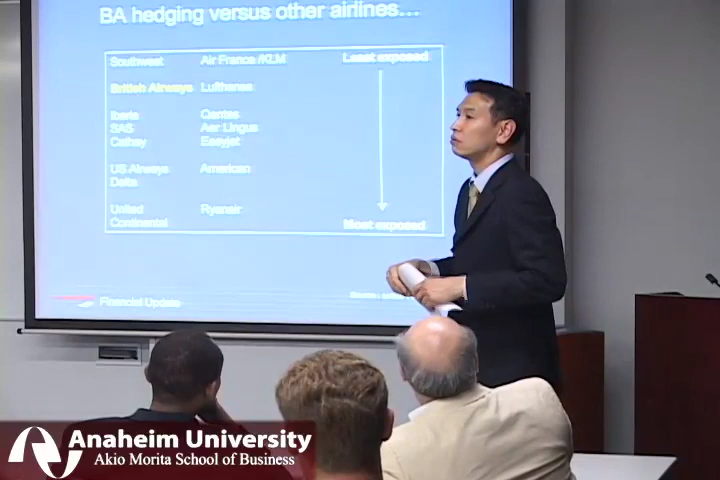 BA hedging versus other airlines...
Southwest Air France /KLM Least exposed
British Airways Lufthansa
Iberia Qantas
SAS Aer Lingus
Cathay Easyjet
US Airways American
Delta
United Ryanair
Continental Most exposed
Financial Update
Anaheim University
Akio Morita School of Business